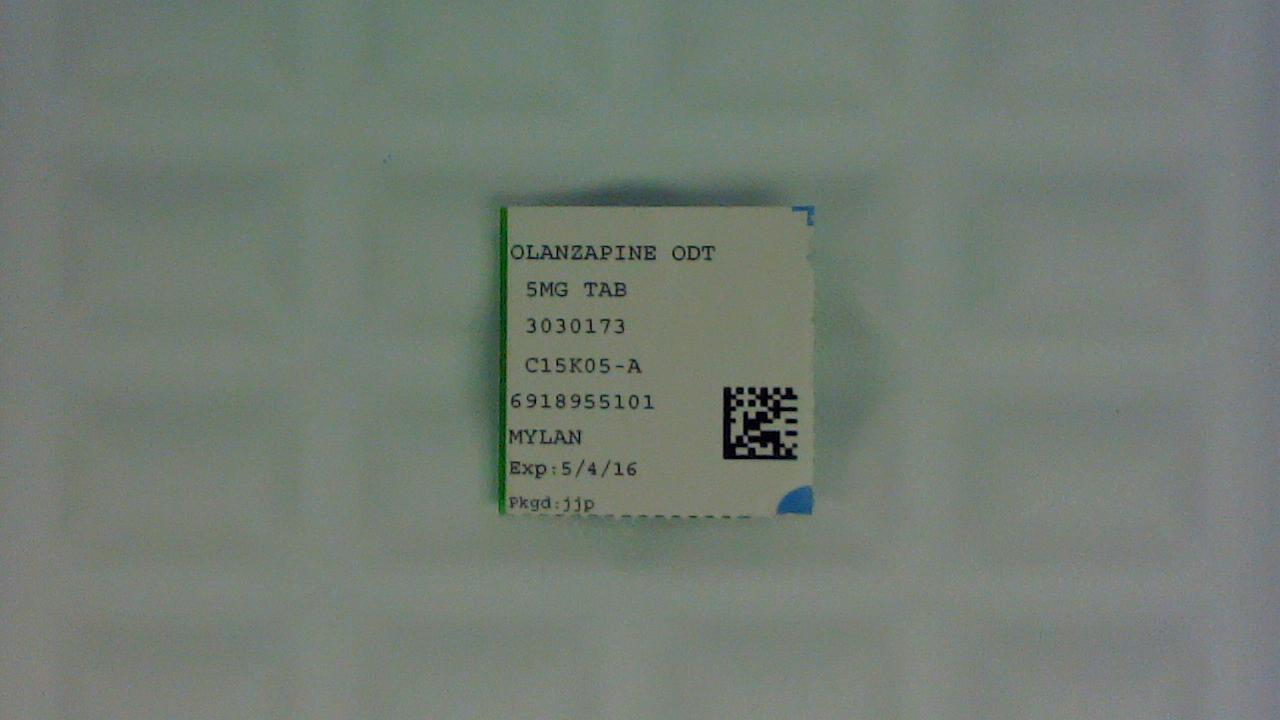 OLANZAPINE ODT
5MG TAB
3030173
C15K05-A
6918955101
MYLAN
Exp:5/4/16
Pkgd:jjp